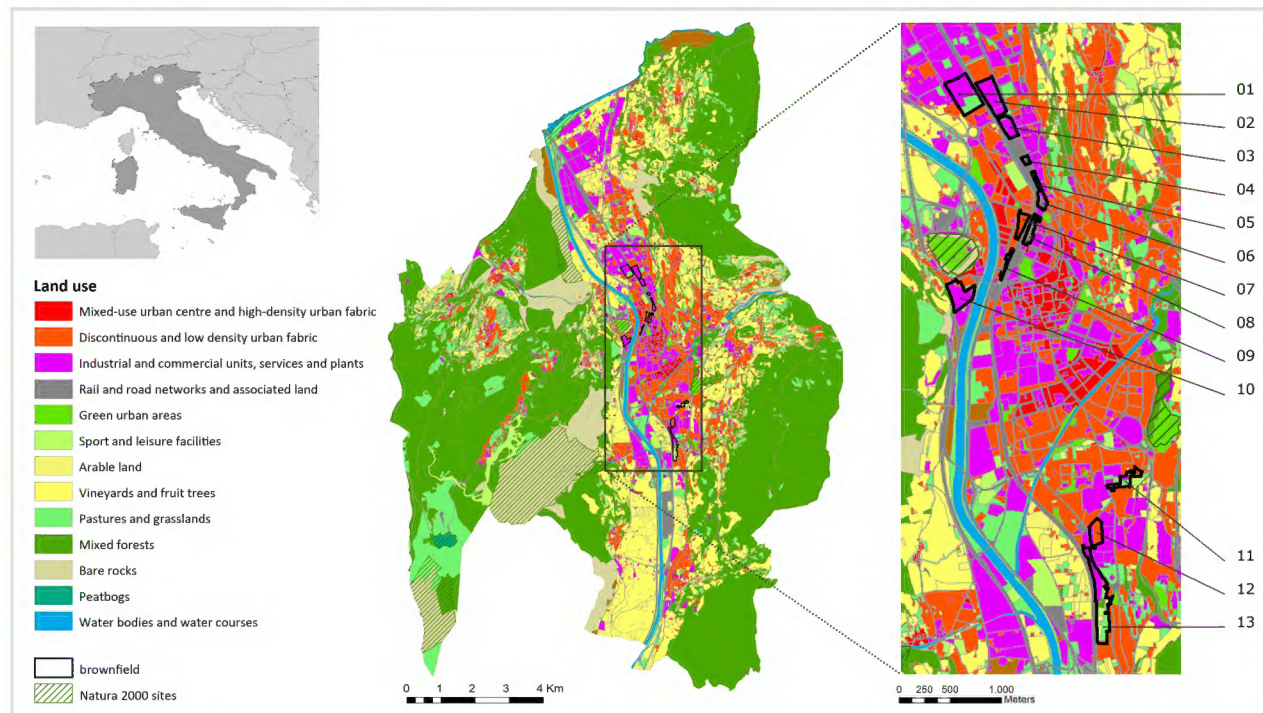 Land use
Mixed-use urban centre and high-density urban fabric
Discontinuous and low density urban fabric
Industrial and commercial units, services and plants
Rail and road networks and associated land
Green urban areas
Sport and leisure facilities
Arable land
Vineyards and fruit trees
Pastures and grasslands
Mixed forests
Bare rocks
Peatbogs
Water bodies and water courses
brownfield
Natura 2000 sites
0 1 2 3 4 Km
01
02
03
04
05
06
07
08
09
10
11
12
13
0 250 500 1.000
Meters